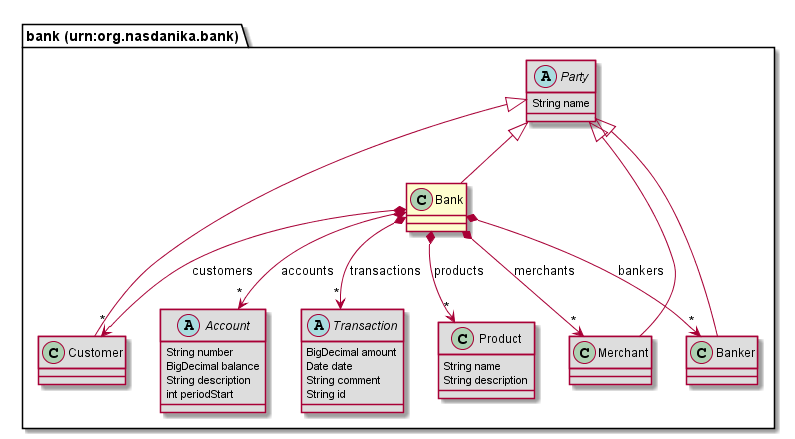 bank (urn:org.nasdanika.bank)
A Party
String name
C Bank
customers
accounts
transactions
products
merchants
bankers
*
*
*
*
*
*
C Customer
A Account
String number
BigDecimal balance
String description
int periodStart
A Transaction
BigDecimal amount
Date date
String comment
String id
C Product
String name
String description
C Merchant
C Banker